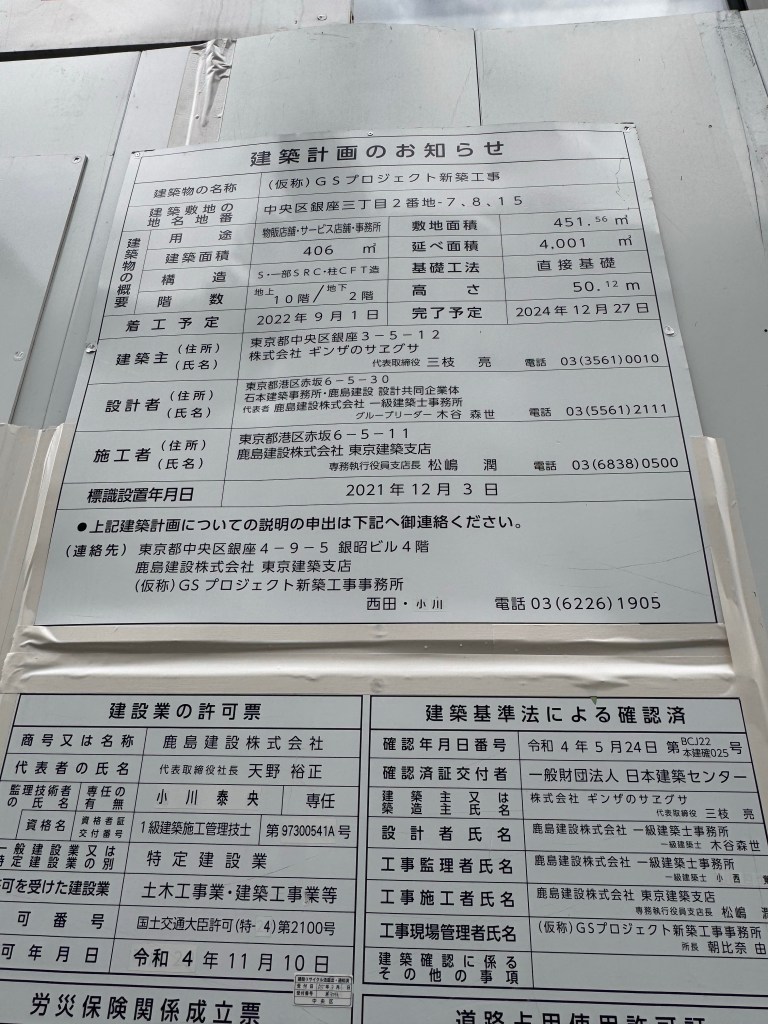 建築計画のお知らせ
建築物の名称 (仮称)GSプロジェクト新築工事
建築敷地の地名地番 中央区銀座三丁目2番地-7、8、15
建築物の概要
用途 物販店舗・サービス店舗・事務所 敷地面積 451.56㎡
建築面積 406㎡ 延べ面積 4,001㎡
構造 S・一部SRC・柱CFT造 基礎工法 直接基礎
階数 地上10階/地下2階 高さ 50.12m
着工予定 2022年9月1日 完了予定 2024年12月27日
建築主(住所)(氏名) 東京都中央区銀座3-5-12
株式会社 ギンザのサヱグサ
代表取締役 三枝 亮 電話 03(3561)0010
設計者(住所)(氏名) 東京都港区赤坂6-5-30
石本建築事務所・鹿島建設 設計共同企業体
代表者 鹿島建設株式会社 一級建築士事務所
グループリーダー 木谷 森世 電話 03(5561)2111
施工者(住所)(氏名) 東京都港区赤坂6-5-11
鹿島建設株式会社 東京建築支店
専務執行役員支店長 松嶋 潤 電話 03(6838)0500
標識設置年月日 2021年12月3日
●上記建築計画についての説明の申出は下記へ御連絡ください。
(連絡先) 東京都中央区銀座4-9-5 銀昭ビル4階
鹿島建設株式会社 東京建築支店
(仮称)GSプロジェクト新築工事事務所
西田・小川 電話03(6226)1905
建設業の許可票
商号又は名称 鹿島建設株式会社
代表者の氏名 代表取締役社長 天野 裕正
監理技術者の氏名 専任の有無 小川 泰央 専任
資格名 資格者証交付番号 1級建築施工管理技士 第97300541A号
一般建設業又は特定建設業の別 特定建設業
許可を受けた建設業 土木工事業・建築工事業等
可番号 国土交通大臣許可(特-4)第2100号
可年月日 令和4年11月10日
労災保険関係成立票
建築基準法による確認済
確認年月日番号 令和4年5月24日 第BCJ22本建確025号
確認済証交付者 一般財団法人 日本建築センター
建築主又は築造主氏名 株式会社 ギンザのサヱグサ
代表取締役 三枝 亮
設計者氏名 鹿島建設株式会社 一級建築士事務所
一級建築士 木谷森世
工事監理者氏名 鹿島建設株式会社 一級建築士事務所
一級建築士 小西
工事施工者氏名 鹿島建設株式会社 東京建築支店
専務執行役員支店長 松嶋 潤
工事現場管理者氏名 (仮称)GSプロジェクト新築工事事務所
所長 朝比奈 由
建築確認に係るその他の事項
道路占用使用許可証